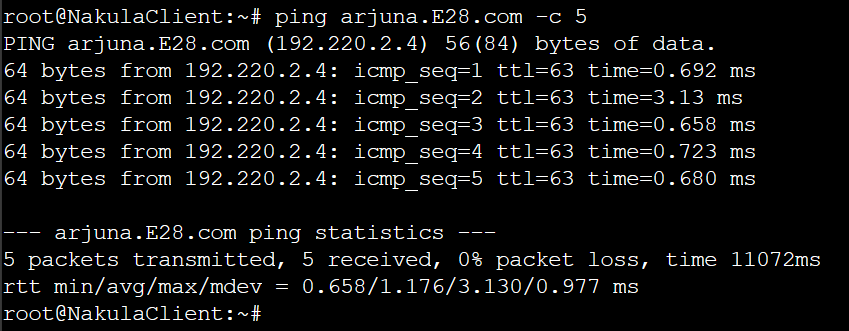 root@NakulaClient:~# ping arjuna.E28.com -c 5
PING arjuna.E28.com (192.220.2.4) 56(84) bytes of data.
64 bytes from 192.220.2.4: icmp_seq=1 ttl=63 time=0.692 ms
64 bytes from 192.220.2.4: icmp_seq=2 ttl=63 time=3.13 ms
64 bytes from 192.220.2.4: icmp_seq=3 ttl=63 time=0.658 ms
64 bytes from 192.220.2.4: icmp_seq=4 ttl=63 time=0.723 ms
64 bytes from 192.220.2.4: icmp_seq=5 ttl=63 time=0.680 ms

--- arjuna.E28.com ping statistics ---
5 packets transmitted, 5 received, 0% packet loss, time 11072ms
rtt min/avg/max/mdev = 0.658/1.176/3.130/0.977 ms
root@NakulaClient:~#